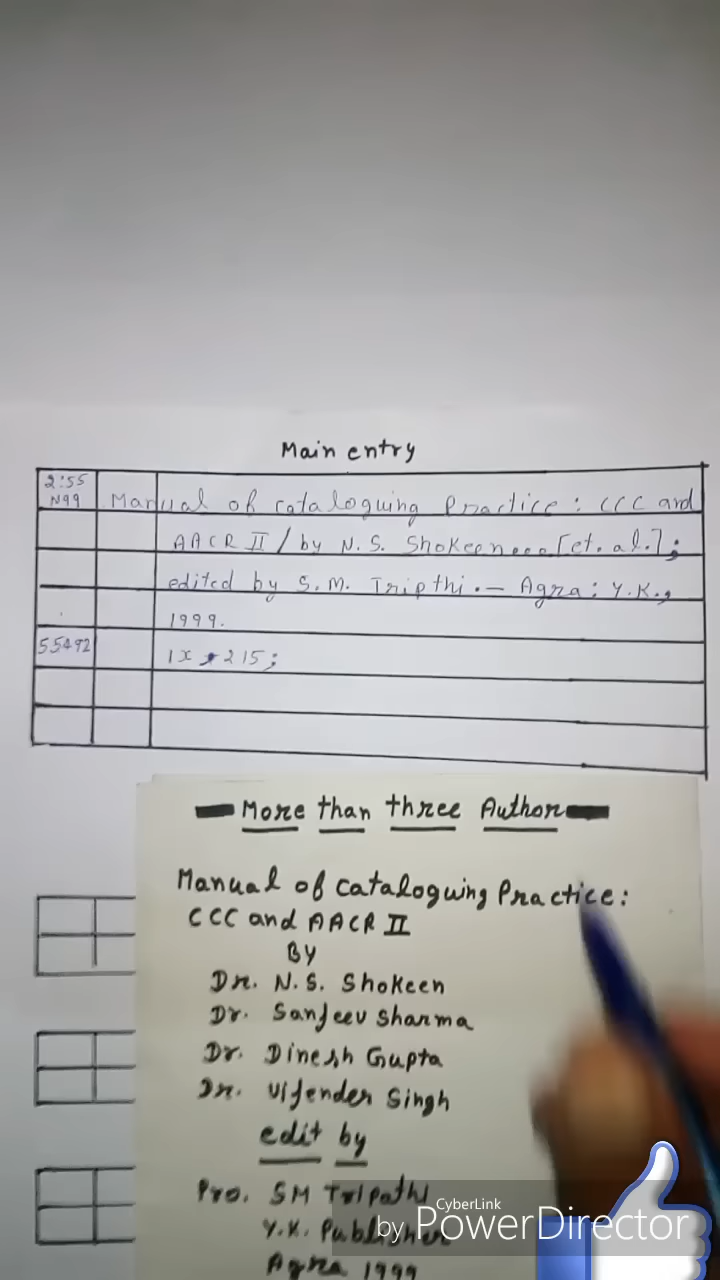 Main entry
2:55
N99
Manual of cataloguing Practice: CCC and
AACR II / by N. S. Shokeen... [et. al.];
edited by S. M. Tripthi. — Agra: Y.K.,
1999.
55492
1x, 215;
More than three Author
Manual of cataloguing Practice:
CCC and AACR II
BY
Dr. N. S. Shokeen
Dr. Sanjeev Sharma
Dr. Dinesh Gupta
Dr. Vijender Singh
edit by
Pro. SM Tripathi
Y.K. Publisher
Agra 1999
CyberLink
by PowerDirector